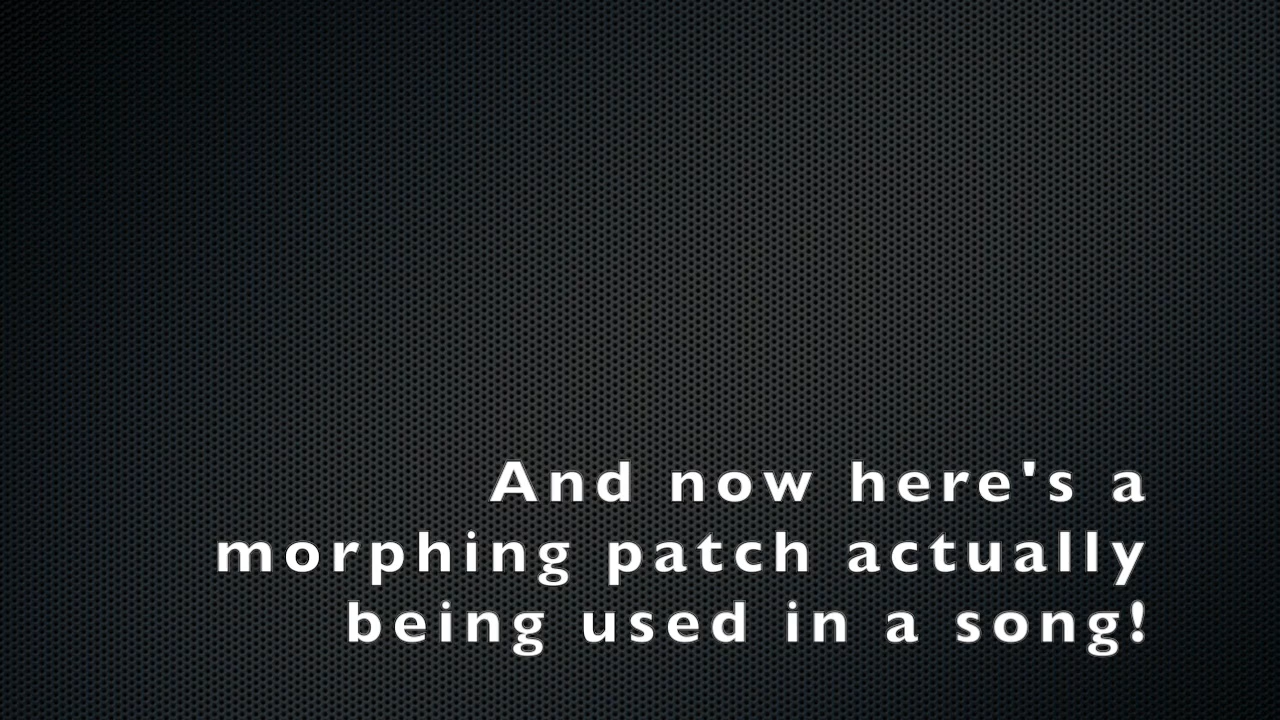 And now here's a
morphing patch actually
being used in a song!